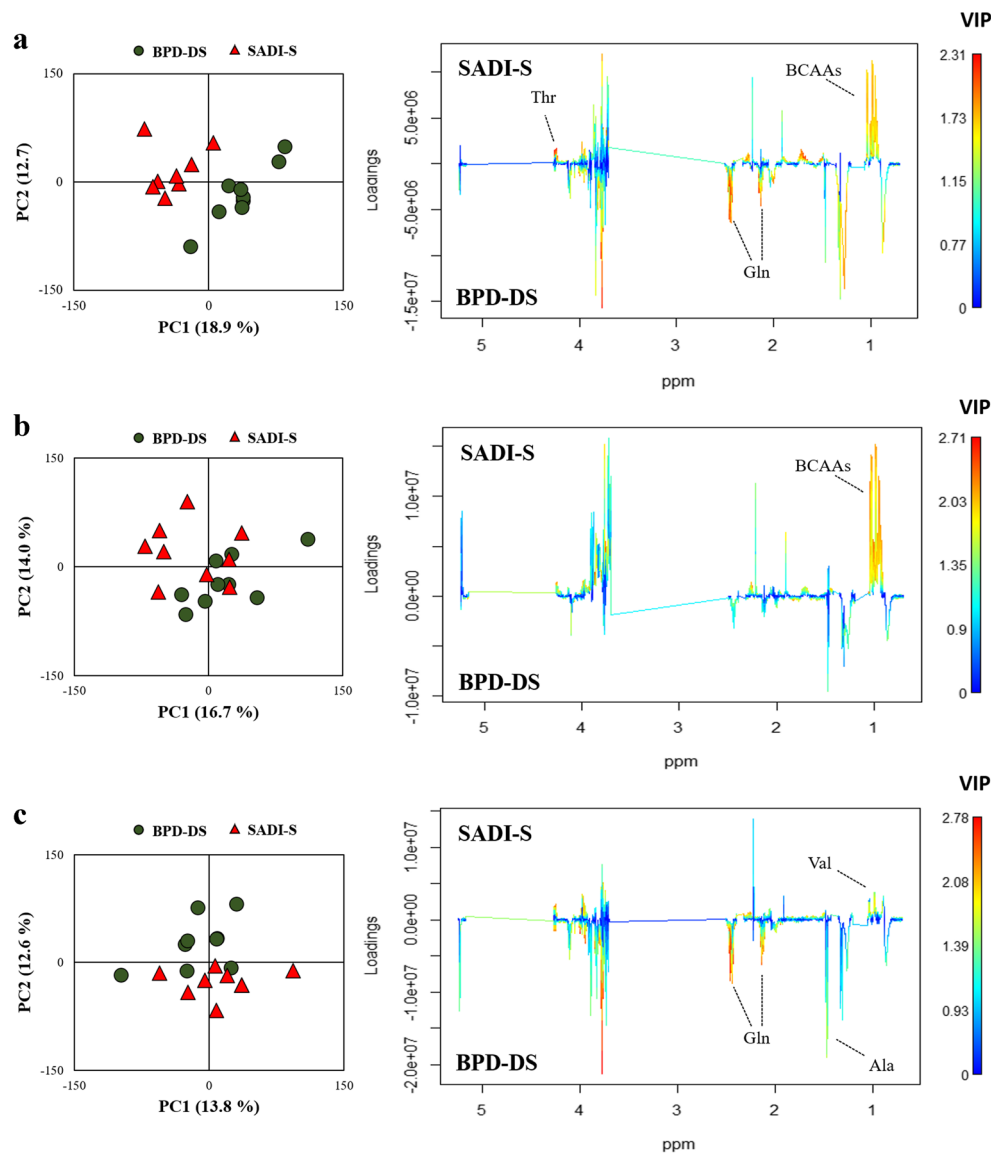 a
BPD-DS SADI-S
150
0
-150
-150 0 150
PC2 (12.7)
PC1 (18.9 %)
SADI-S
BPD-DS
Thr
BCAAs
Gln
Loadings
5.0e+06
0.0e+00
-5.0e+06
-1.5e+07
5 4 3 2 1
ppm
VIP
2.31
1.73
1.15
0.77
0
b
BPD-DS SADI-S
150
0
-150
-150 0 150
PC2 (14.0 %)
PC1 (16.7 %)
SADI-S
BPD-DS
BCAAs
Loadings
1.0e+07
0.0e+00
-1.0e+07
5 4 3 2 1
ppm
VIP
2.71
2.03
1.35
0.9
0
c
BPD-DS SADI-S
150
0
-150
-150 0 150
PC2 (12.6 %)
PC1 (13.8 %)
SADI-S
BPD-DS
Val
Gln
Ala
Loadings
1.0e+07
0.0e+00
-1.0e+07
-2.0e+07
5 4 3 2 1
ppm
VIP
2.78
2.08
1.39
0.93
0